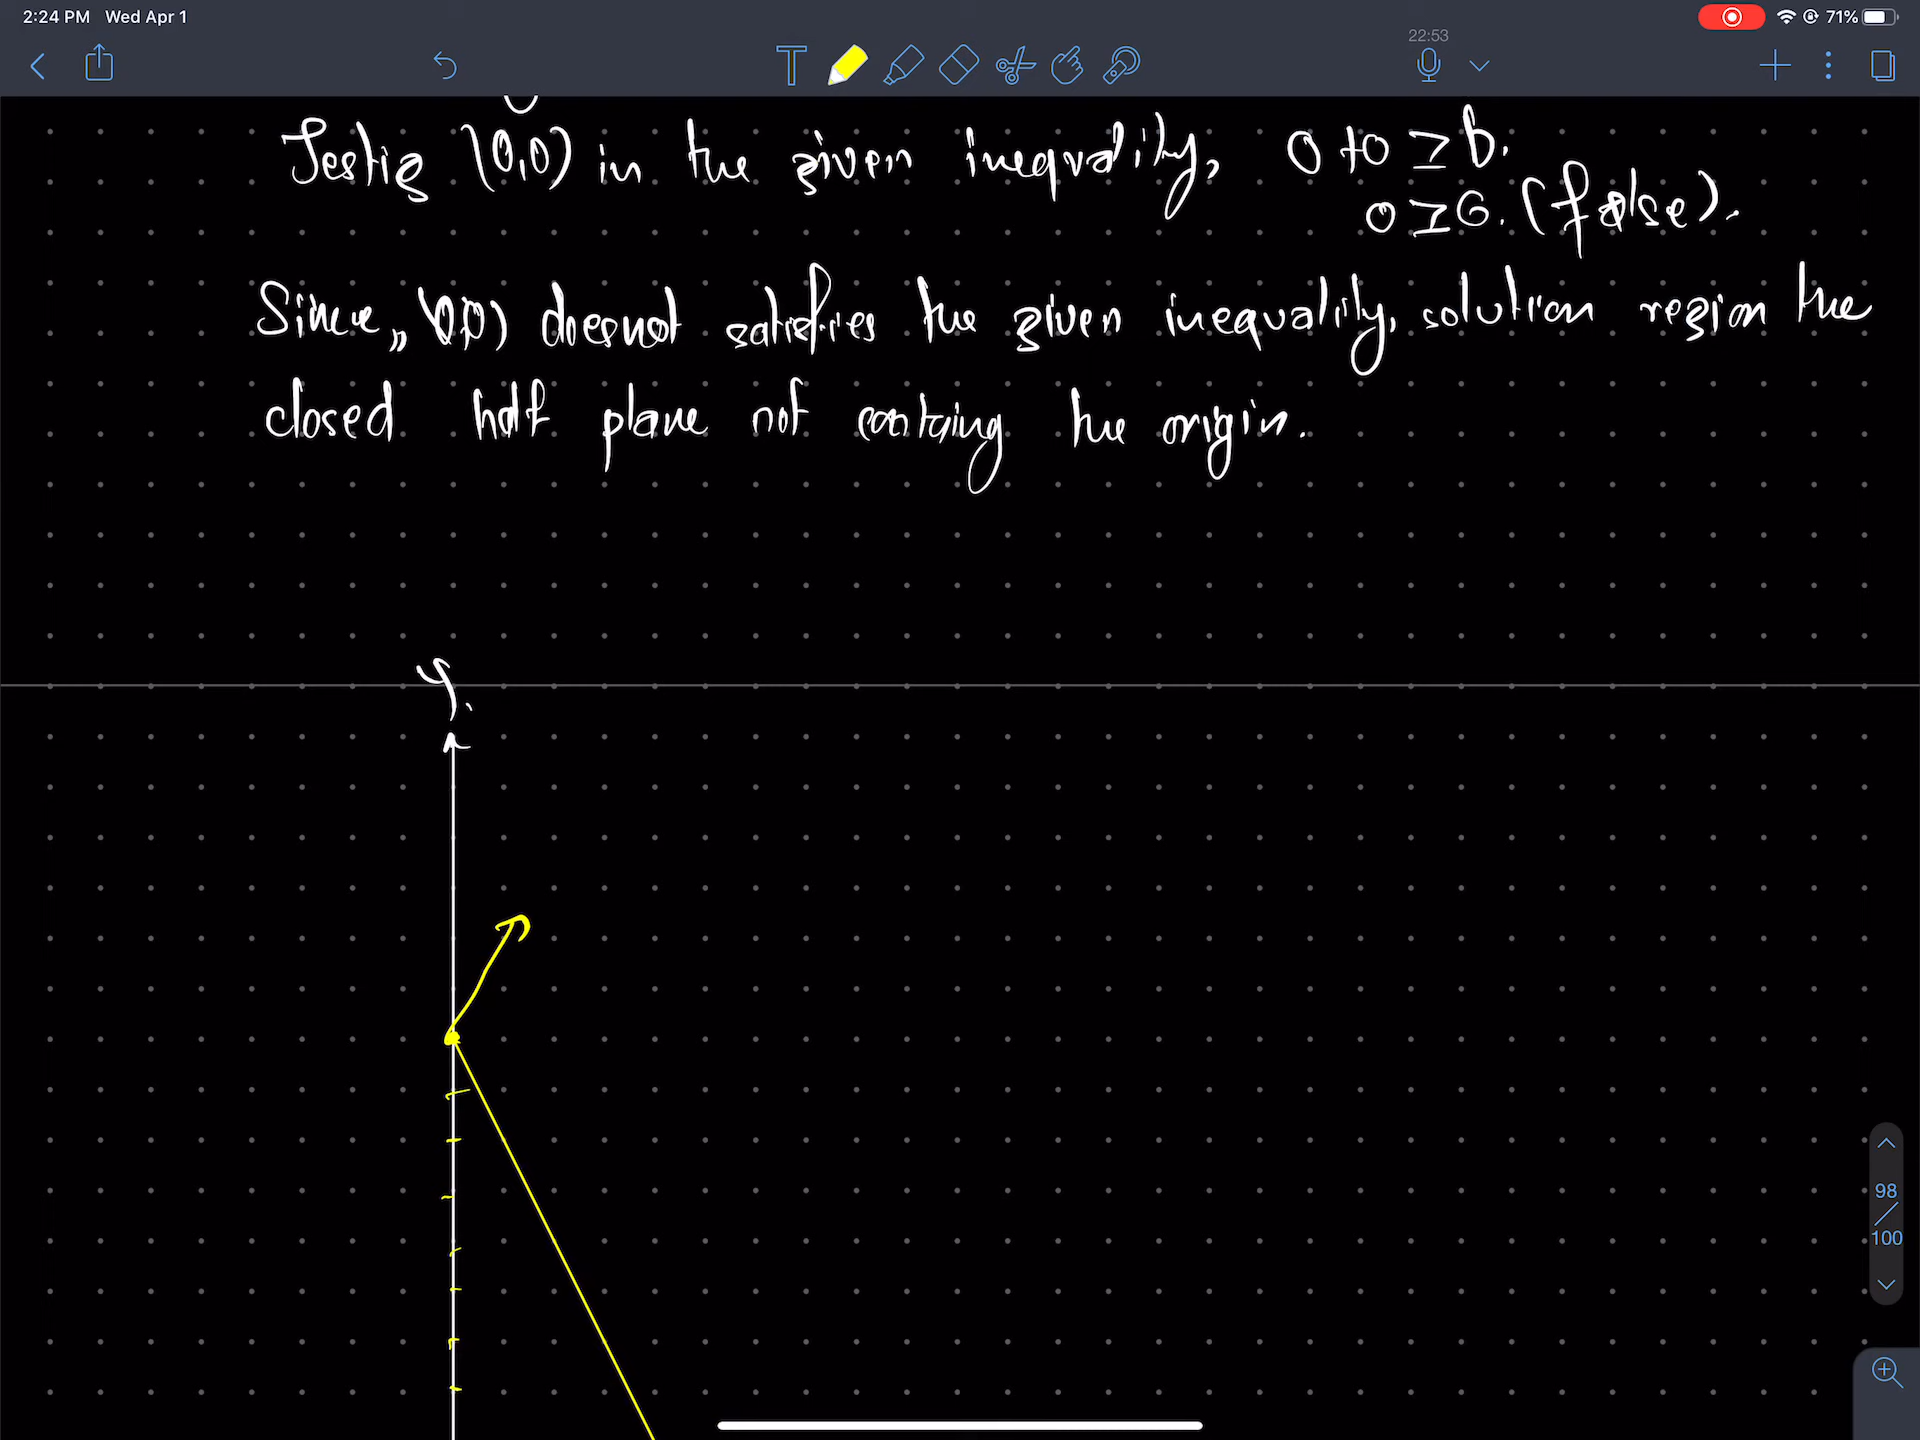 2:24 PM Wed Apr 1
71%
22:53
Testig (0,0) in the given inequality, 0 + 0 ≥ 6.
0 ≥ 6. (false).
Since, (0,0) doesnot satisfies the given inequality, solution region the
closed half plane not containg the origin.
y.
98
100